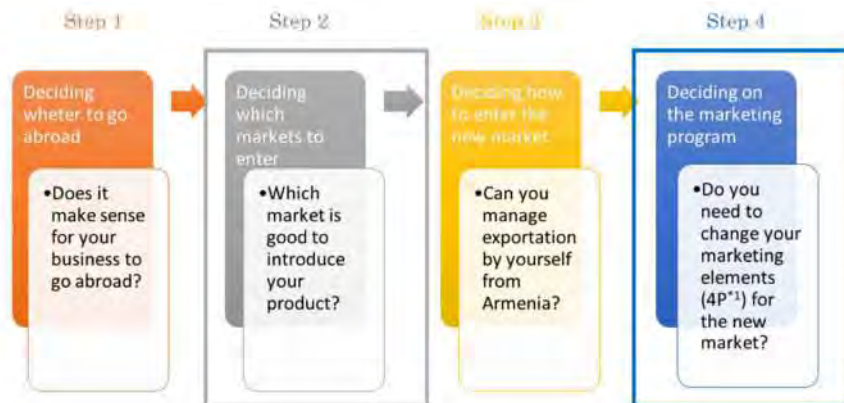 Step 1
Step 2
Step 3
Step 4
Deciding
wheter to go
abroad
•Does it
make sense
for your
business to
go abroad?
Deciding
which
markets to
enter
•Which
market is
good to
introduce
your
product?
Deciding how
to enter the
new market
•Can you
manage
exportation
by yourself
from
Armenia?
Deciding on
the marketing
program
•Do you
need to
change your
marketing
elements
(4P*1) for
the new
market?